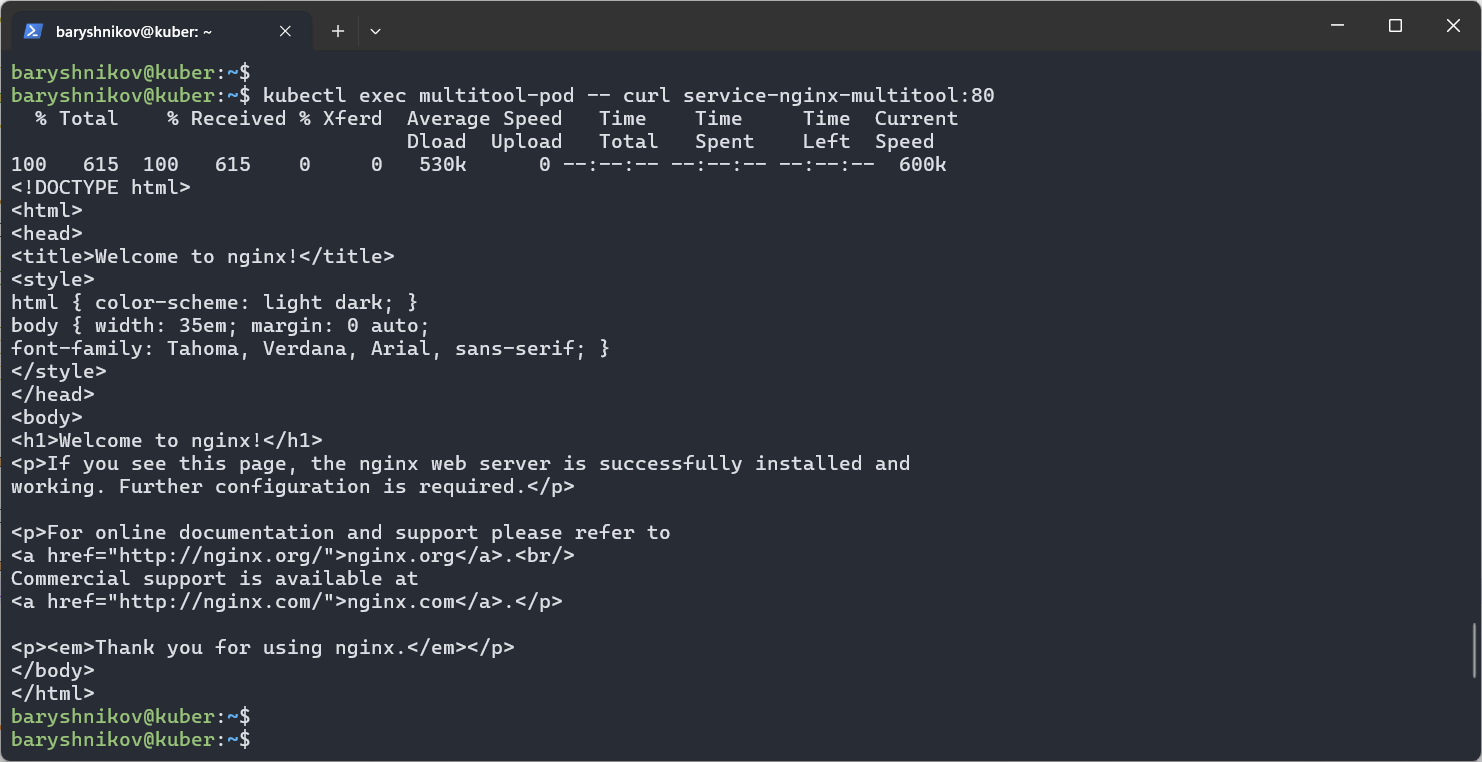 baryshnikov@kuber: ~
baryshnikov@kuber:~$
baryshnikov@kuber:~$ kubectl exec multitool-pod -- curl service-nginx-multitool:80
  % Total    % Received % Xferd  Average Speed   Time    Time     Time  Current
                                 Dload  Upload   Total   Spent    Left  Speed
100   615  100   615    0     0   530k      0 --:--:-- --:--:-- --:--:--  600k
<!DOCTYPE html>
<html>
<head>
<title>Welcome to nginx!</title>
<style>
html { color-scheme: light dark; }
body { width: 35em; margin: 0 auto;
font-family: Tahoma, Verdana, Arial, sans-serif; }
</style>
</head>
<body>
<h1>Welcome to nginx!</h1>
<p>If you see this page, the nginx web server is successfully installed and
working. Further configuration is required.</p>

<p>For online documentation and support please refer to
<a href="http://nginx.org/">nginx.org</a>.<br/>
Commercial support is available at
<a href="http://nginx.com/">nginx.com</a>.</p>

<p><em>Thank you for using nginx.</em></p>
</body>
</html>
baryshnikov@kuber:~$
baryshnikov@kuber:~$